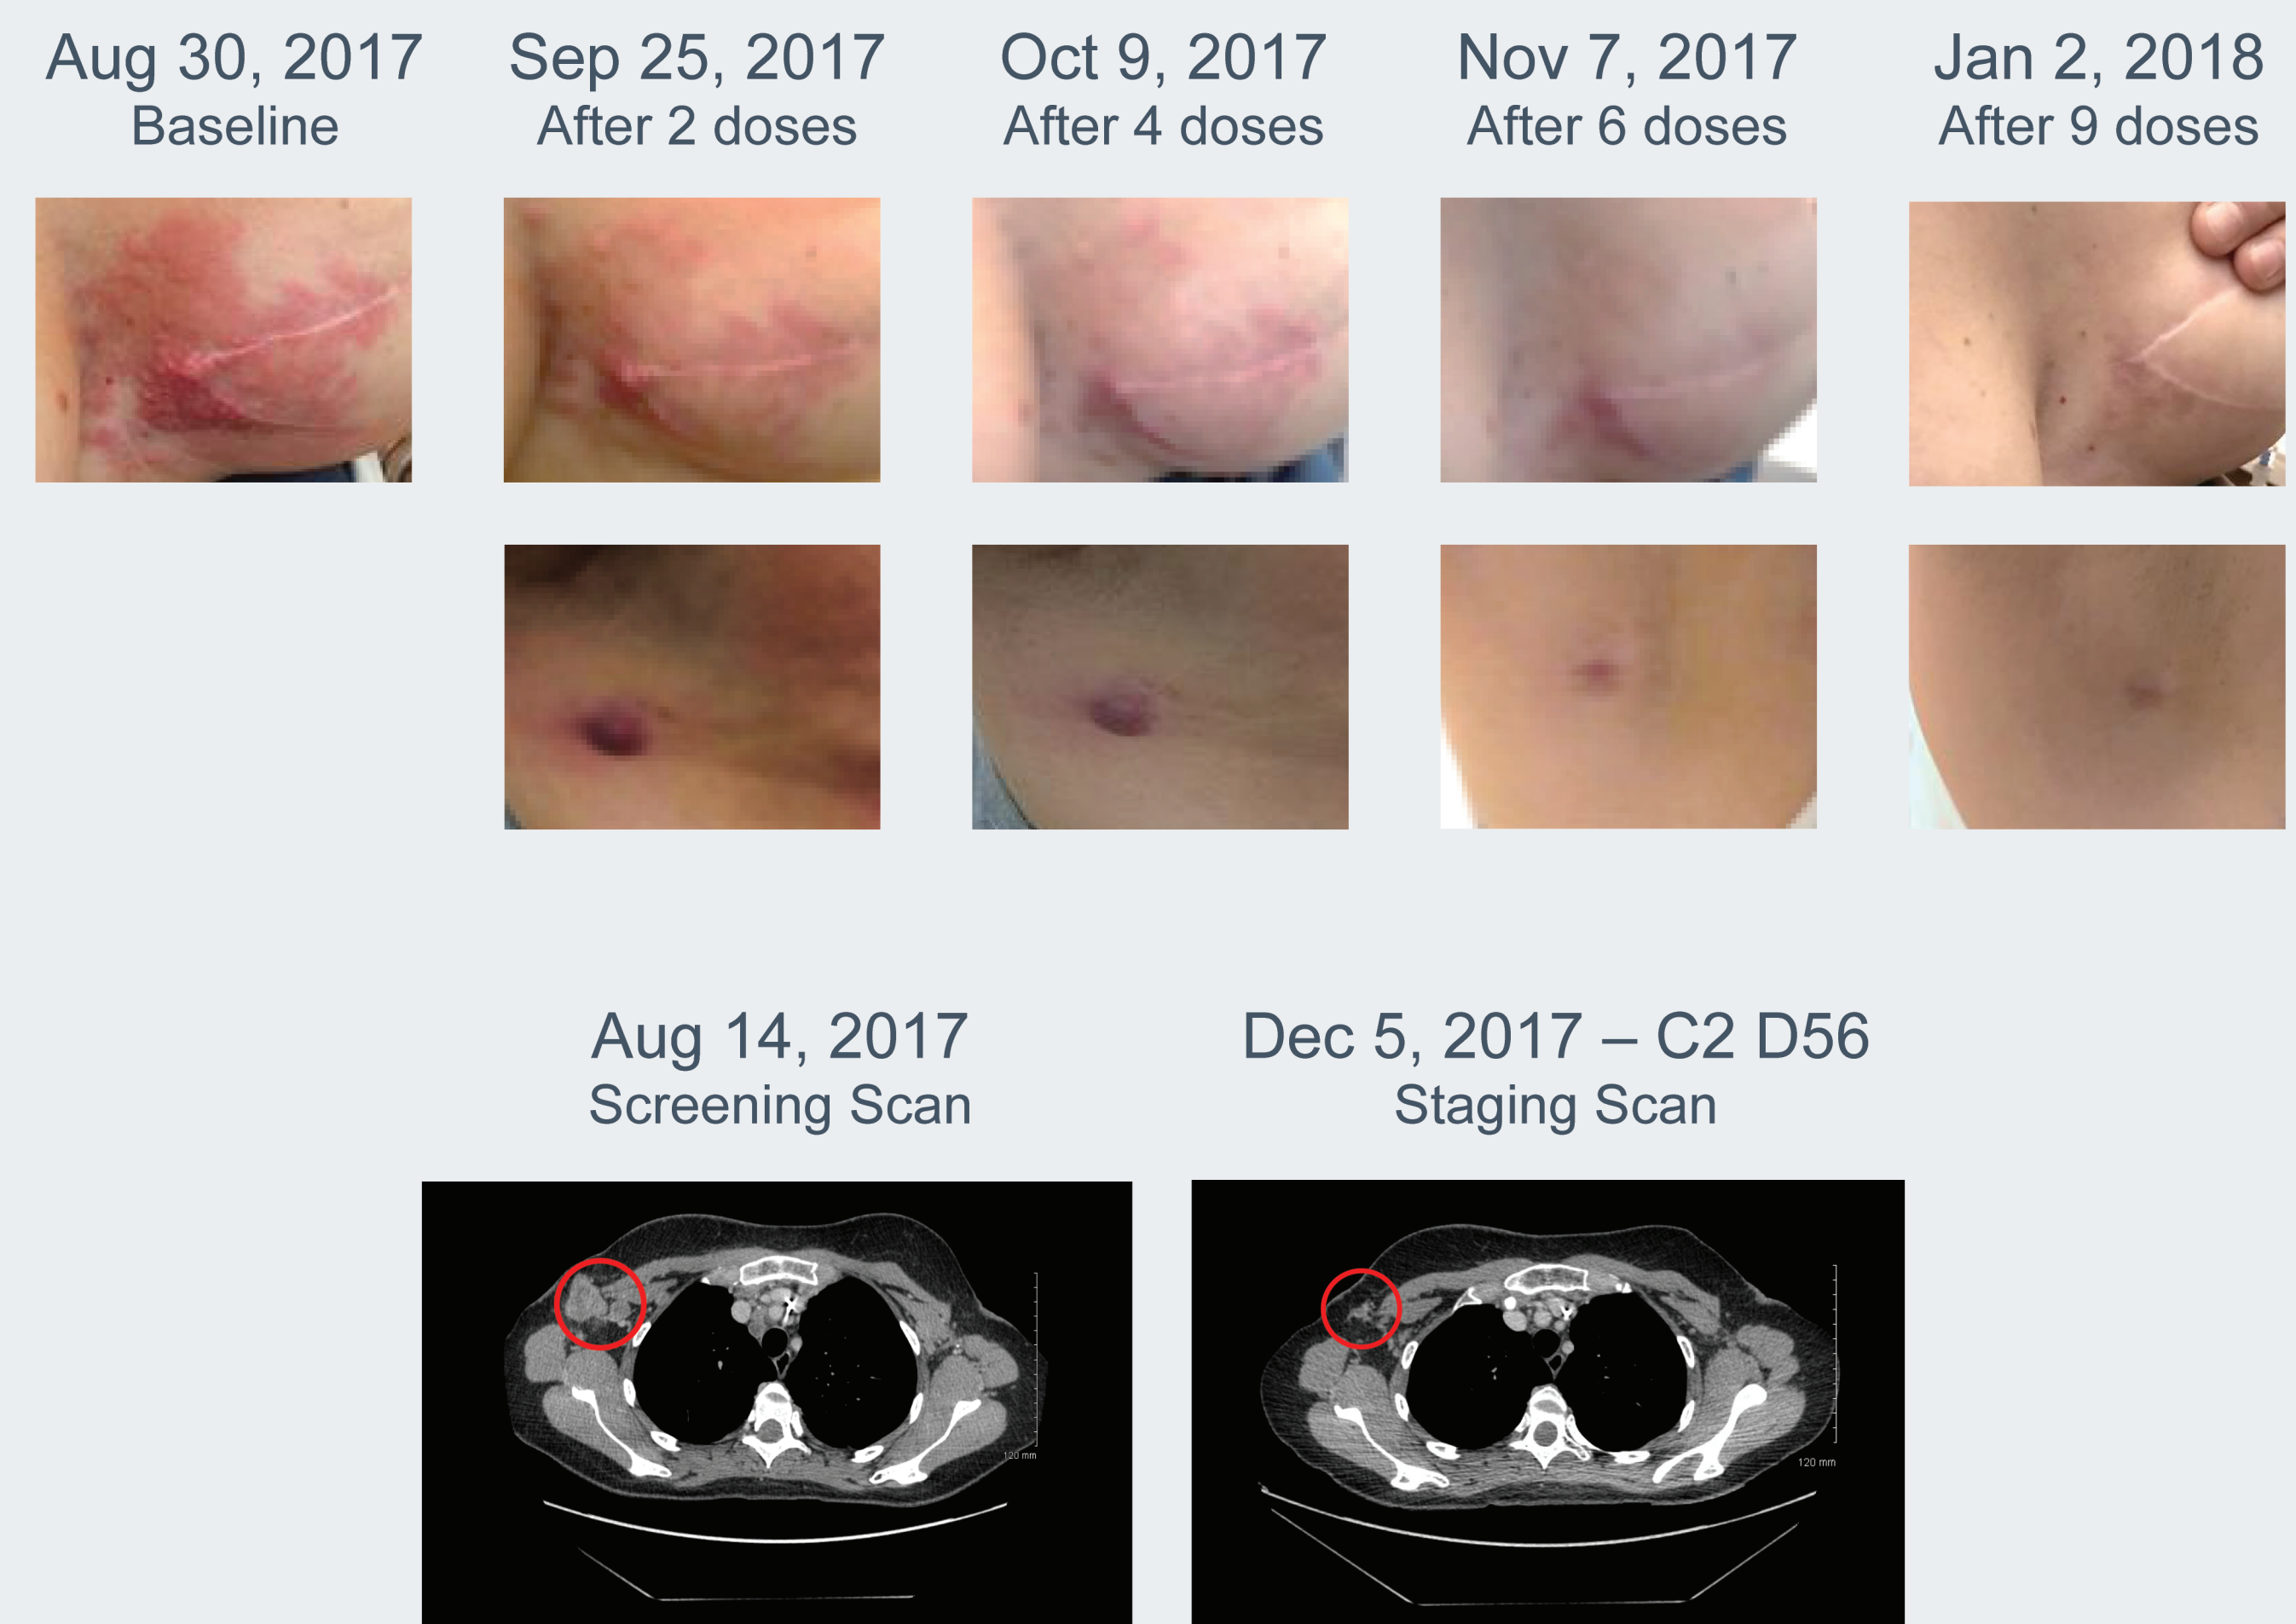 Aug 30, 2017
Baseline
Sep 25, 2017
After 2 doses
Oct 9, 2017
After 4 doses
Nov 7, 2017
After 6 doses
Jan 2, 2018
After 9 doses
Aug 14, 2017
Screening Scan
Dec 5, 2017 – C2 D56
Staging Scan
120 mm
120 mm